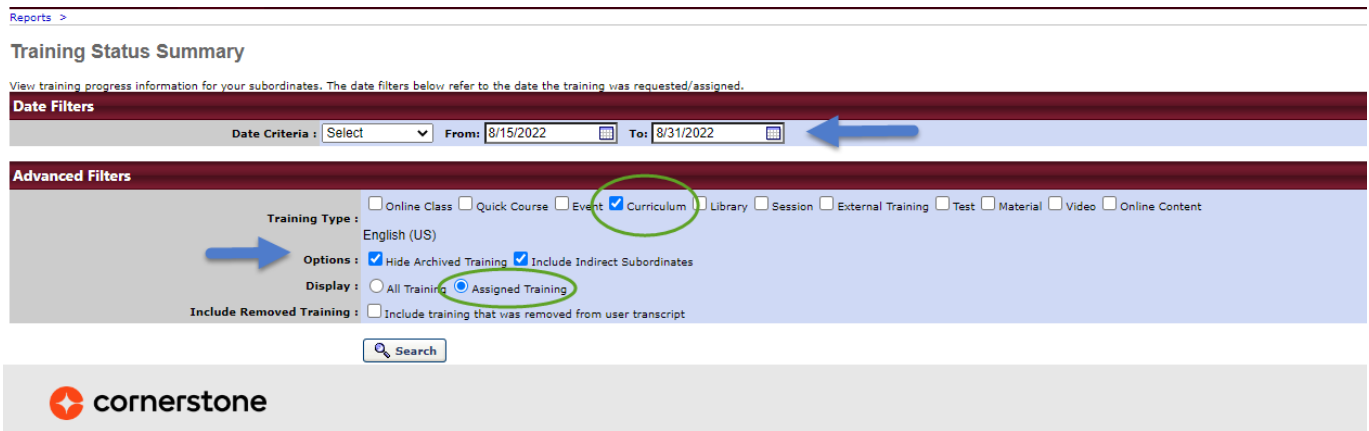 Reports >
Training Status Summary
View training progress information for your subordinates. The date filters below refer to the date the training was requested/assigned.
Date Filters
Date Criteria : Select From: 8/15/2022 To: 8/31/2022
Advanced Filters
Training Type : Online Class Quick Course Event Curriculum Library Session External Training Test Material Video Online Content
English (US)
Options : Hide Archived Training Include Indirect Subordinates
Display : All Training Assigned Training
Include Removed Training : Include training that was removed from user transcript
Search
cornerstone